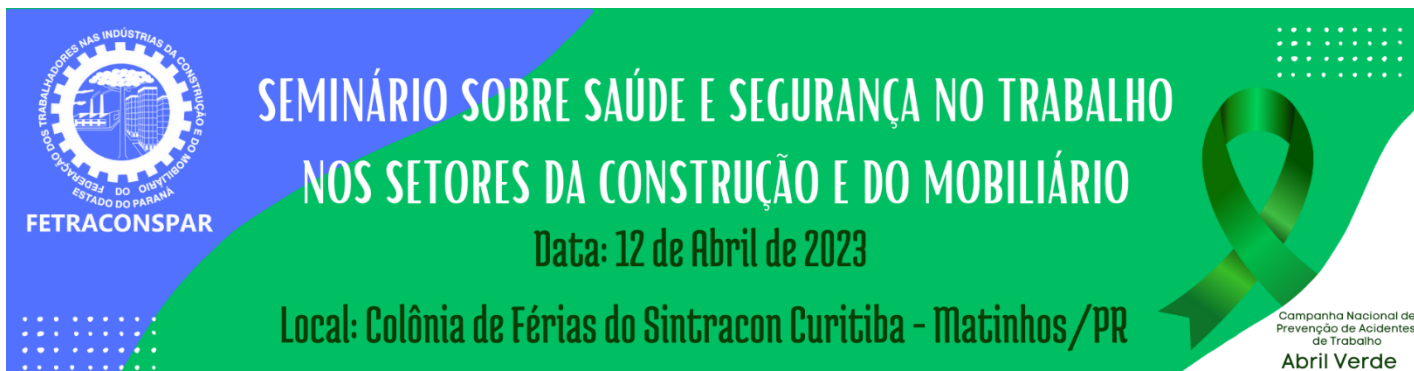 FEDERAÇÃO DOS TRABALHADORES NAS INDÚSTRIAS DA CONSTRUÇÃO E DO MOBILIÁRIO DO
ESTADO DO PARANÁ
FETRACONSPAR
SEMINÁRIO SOBRE SAÚDE E SEGURANÇA NO TRABALHO
NOS SETORES DA CONSTRUÇÃO E DO MOBILIÁRIO
Data: 12 de Abril de 2023
Local: Colônia de Férias do Sintracon Curitiba - Matinhos/PR
Campanha Nacional de
Prevenção de Acidentes
de Trabalho
Abril Verde